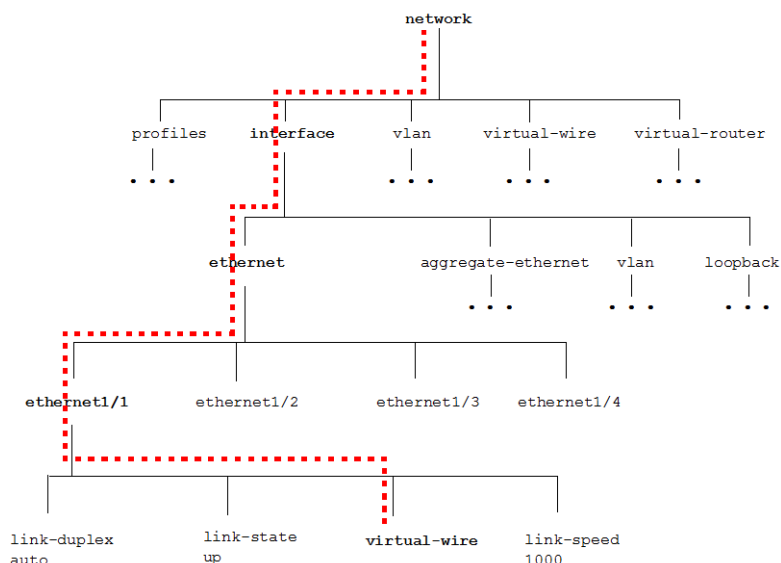 network
profiles interface vlan virtual-wire virtual-router
... ... ... ...
ethernet aggregate-ethernet vlan loopback
... ... ...
ethernet1/1 ethernet1/2 ethernet1/3 ethernet1/4
link-duplex link-state virtual-wire link-speed
auto up 1000